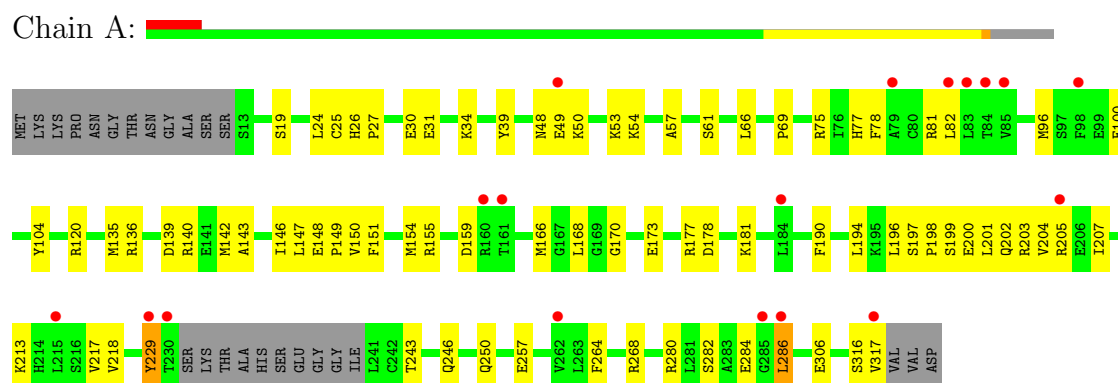 Chain A:
MET LYS LYS PRO ASN GLY THR ASN GLY ALA SER SER S13 S19 L24 C25 H26 P27 E30 E31 K34 Y39 N48 E49 K50 K53 K54 A57 S61 L66 P69 R75 I76 H77 F78 A79 C80 R81 L82 L83 T84 V85 M96 S97 F98 E99 E100
Y104 R120 M135 R136 D139 R140 E141 M142 A143 I146 L147 E148 P149 V150 F151 M154 R155 D159 R160 T161 M166 G167 L168 G169 G170 E173 R177 D178 K181 L184 F190 L194 K195 L196 S197 P198 S199 E200 L201 Q202 R203 V204 R205 E206 I207
K213 H214 L215 S216 V217 V218 Y229 T230 SER LYS THR ALA HIS SER GLU GLY GLY ILE L241 C242 T243 Q246 Q250 E257 V262 L263 F264 R268 R280 L281 S282 A283 E284 G285 L286 E306 S316 V317 VAL VAL ASP